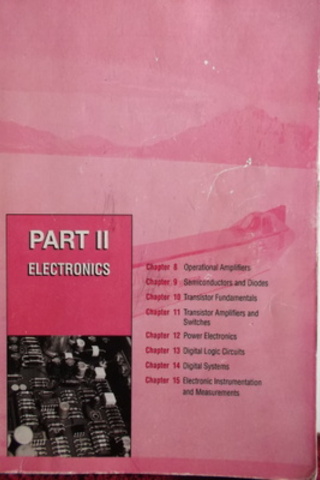 PART II
ELECTRONICS
Chapter 8 Operational Amplifiers
Chapter 9 Semiconductors and Diodes
Chapter 10 Transistor Fundamentals
Chapter 11 Transistor Amplifiers and
Switches
Chapter 12 Power Electronics
Chapter 13 Digital Logic Circuits
Chapter 14 Digital Systems
Chapter 15 Electronic Instrumentation
and Measurements